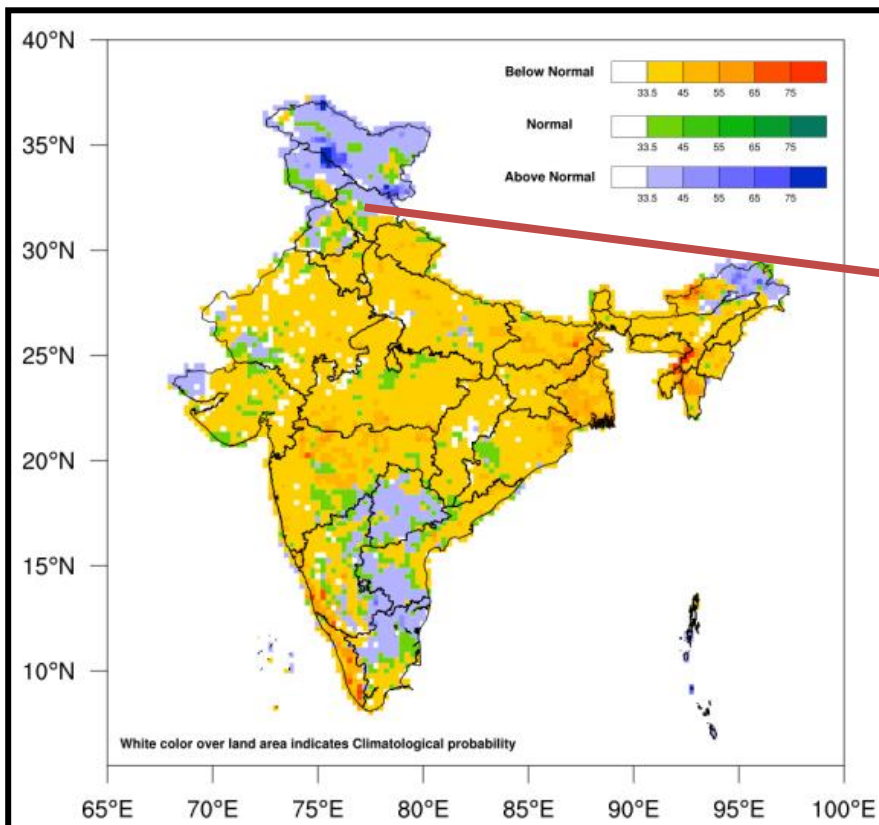 40°N
35°N
30°N
25°N
20°N
15°N
10°N
Below Normal
33.5 45 55 65 75
Normal
33.5 45 55 65 75
Above Normal
33.5 45 55 65 75
White color over land area indicates Climatological probability
65°E 70°E 75°E 80°E 85°E 90°E 95°E 100°E